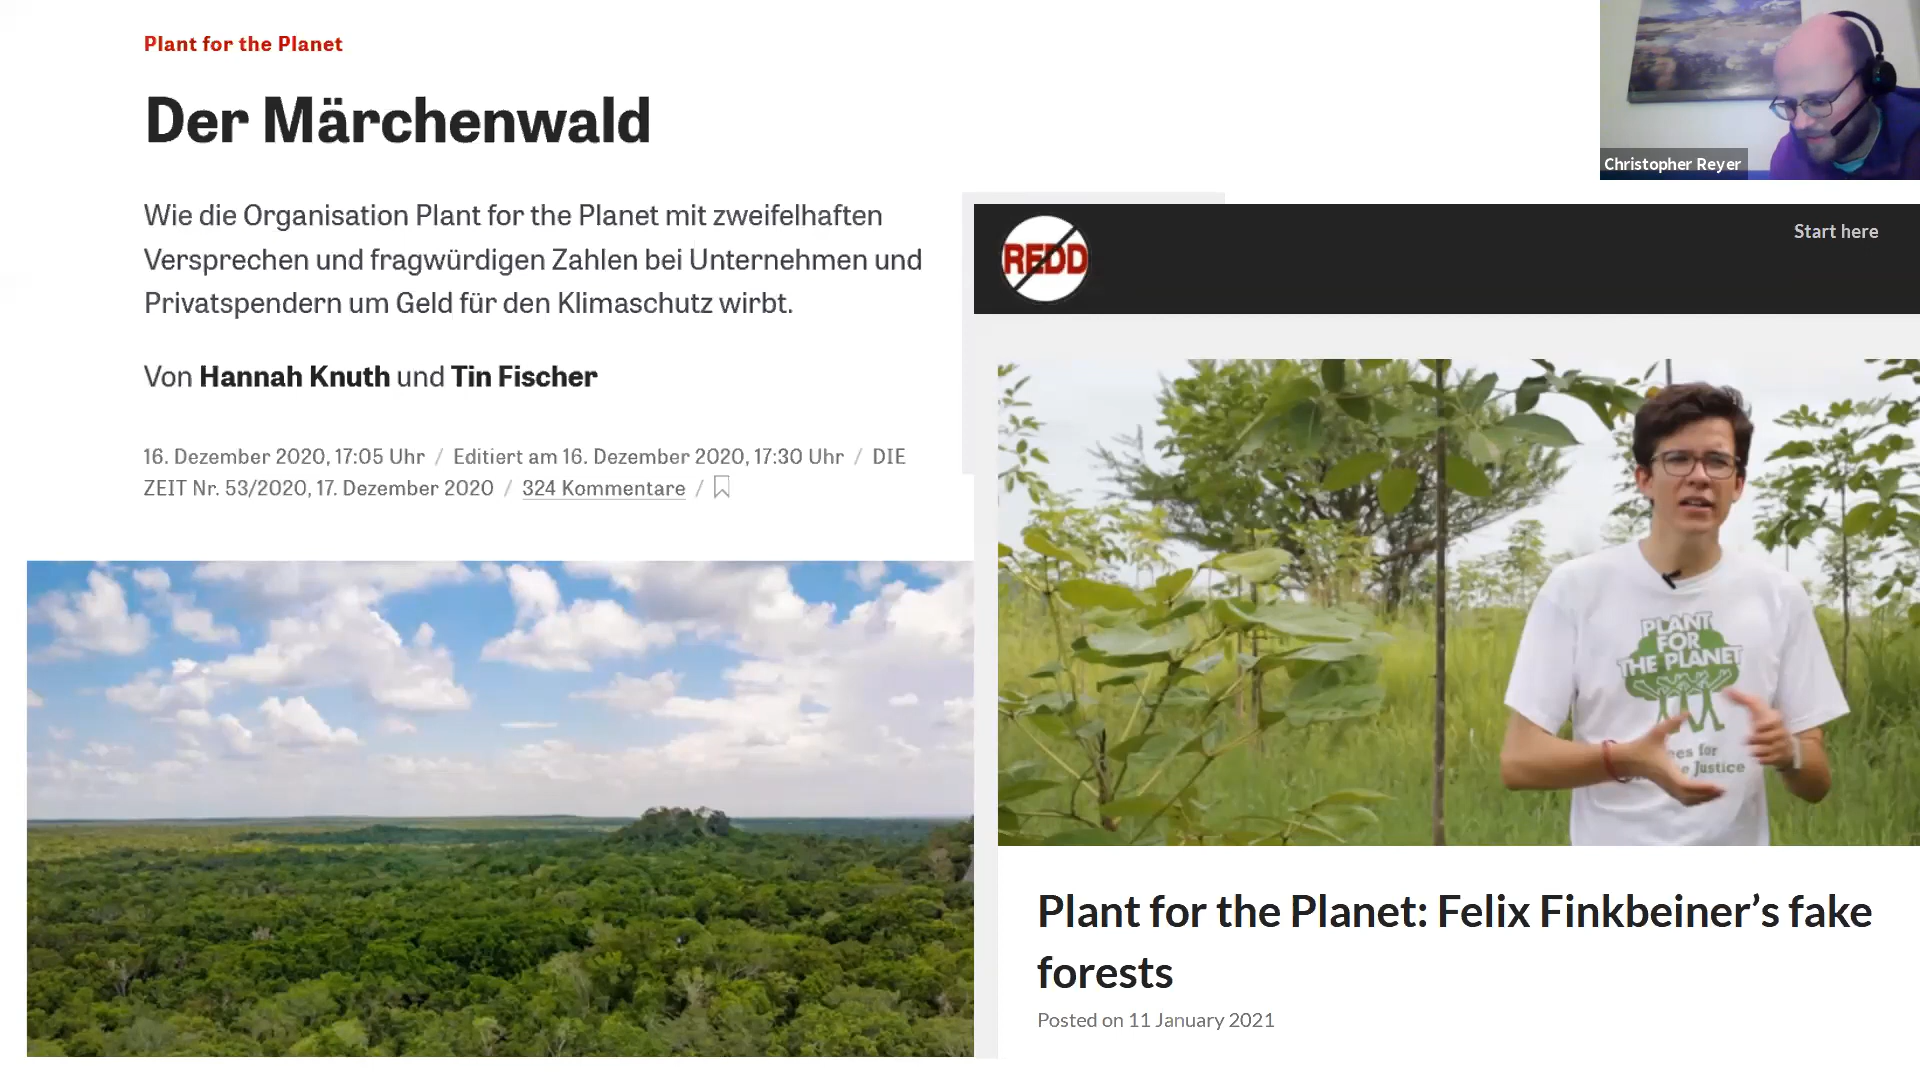 Plant for the Planet
Der Märchenwald
Wie die Organisation Plant for the Planet mit zweifelhaften
Versprechen und fragwürdigen Zahlen bei Unternehmen und
Privatspendern um Geld für den Klimaschutz wirbt.
Von Hannah Knuth und Tin Fischer
16. Dezember 2020, 17:05 Uhr / Editiert am 16. Dezember 2020, 17:30 Uhr / DIE
ZEIT Nr. 53/2020, 17. Dezember 2020 / 324 Kommentare /
Christopher Reyer
REDD
Start here
PLANT
FOR
THE PLANET
Justice
Plant for the Planet: Felix Finkbeiner’s fake
forests
Posted on 11 January 2021